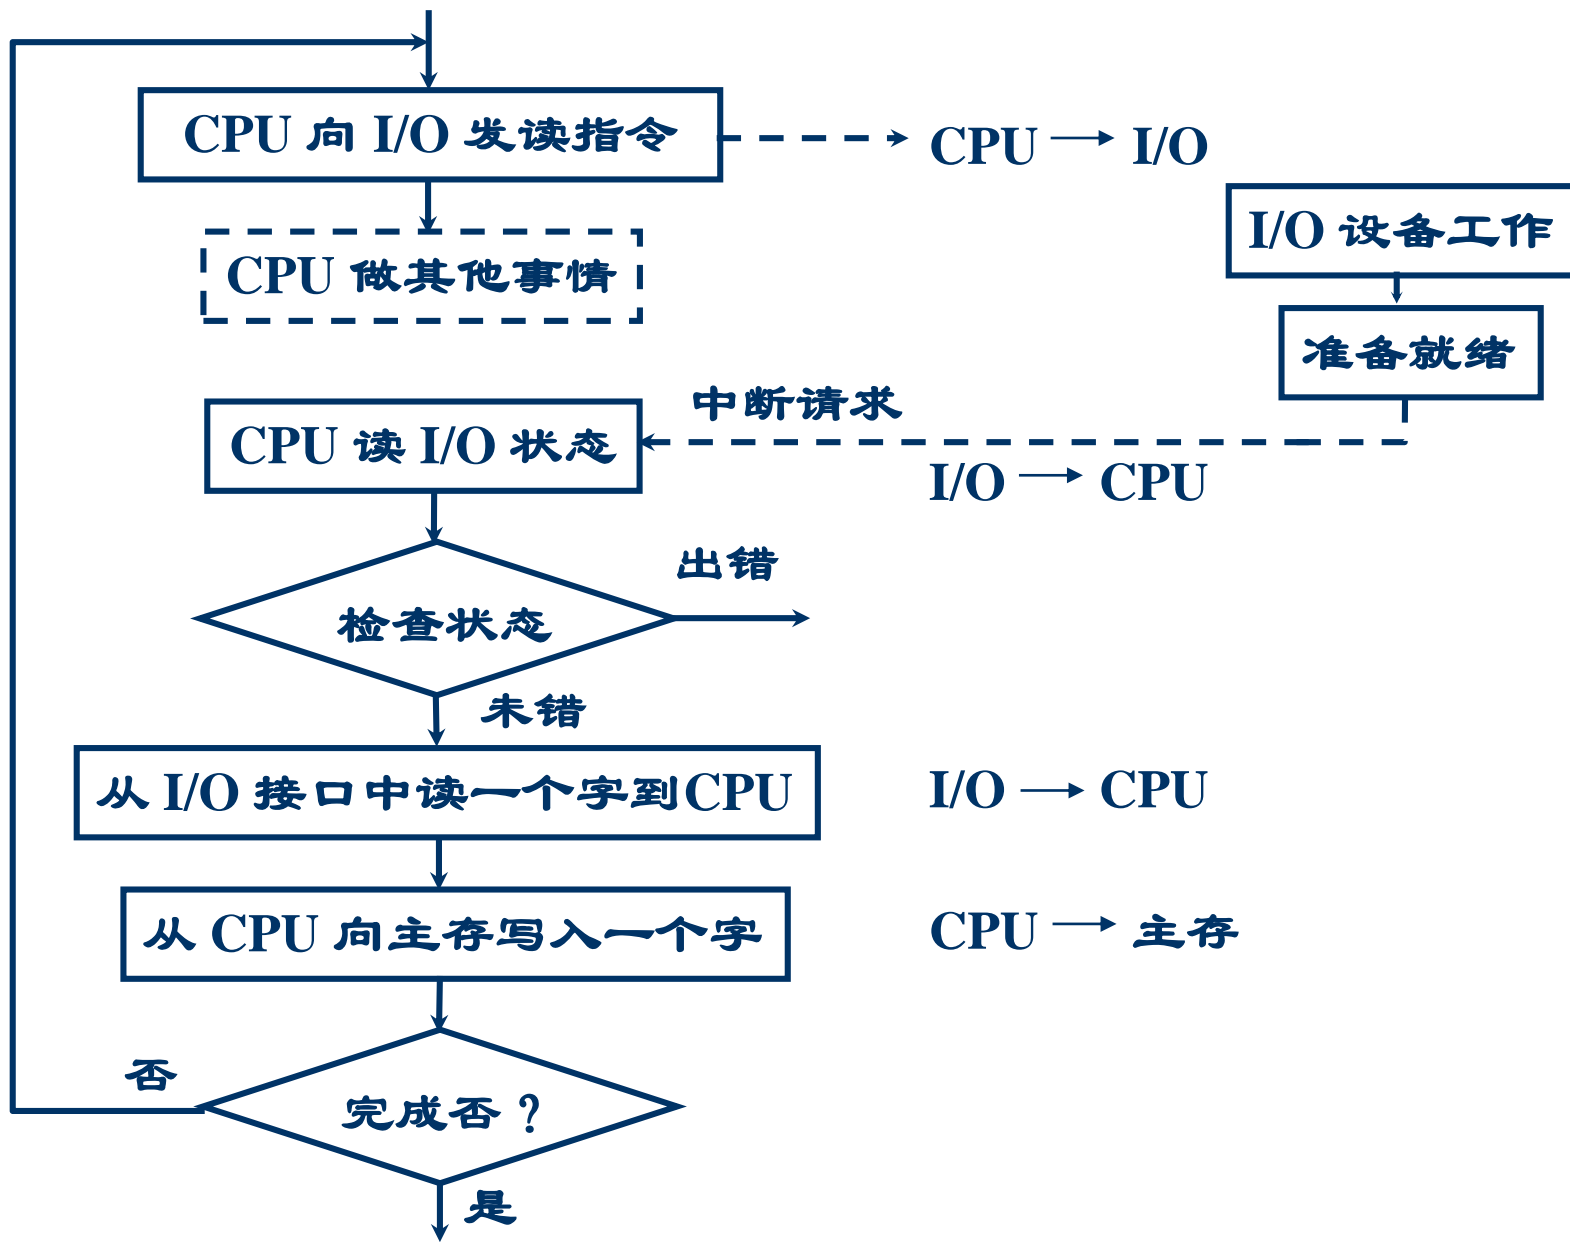 CPU 向 I/O 发读指令
CPU → I/O
I/O 设备工作
CPU 做其他事情
准备就绪
中断请求
CPU 读 I/O 状态
I/O → CPU
出错
检查状态
未错
从 I/O 接口中读一个字到CPU
I/O → CPU
从 CPU 向主存写入一个字
CPU → 主存
否
完成否？
是